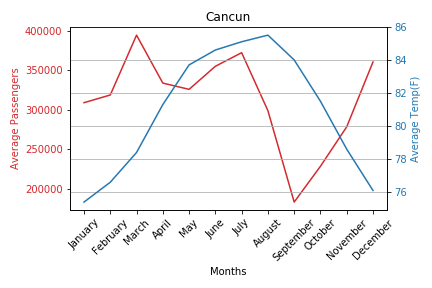 Cancun
400000
350000
300000
250000
200000
Average Passengers
86
84
82
80
78
76
Average Temp(F)
January
February
March
April
May
June
July
August
September
October
November
December
Months